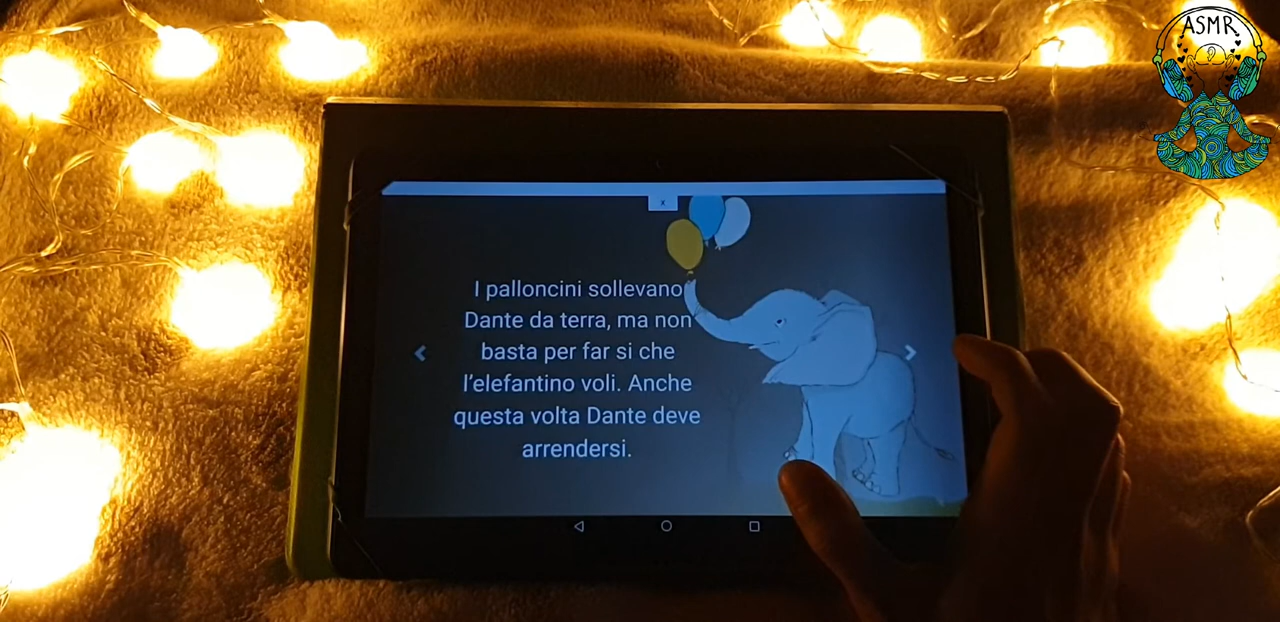 ASMR
x
I palloncini sollevano
Dante da terra, ma non
basta per far si che
l'elefantino voli. Anche
questa volta Dante deve
arrendersi.